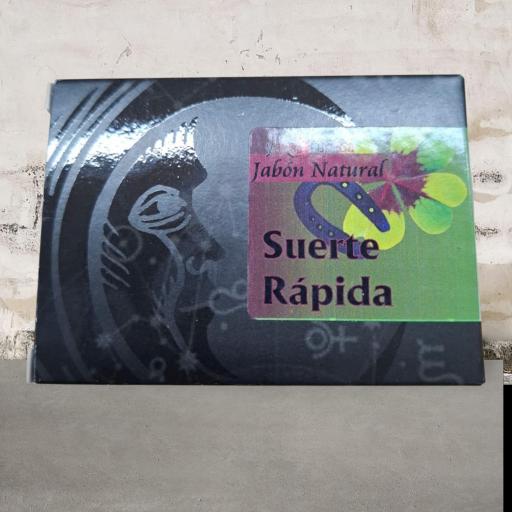 Jabón Natural
Suerte
Rápida